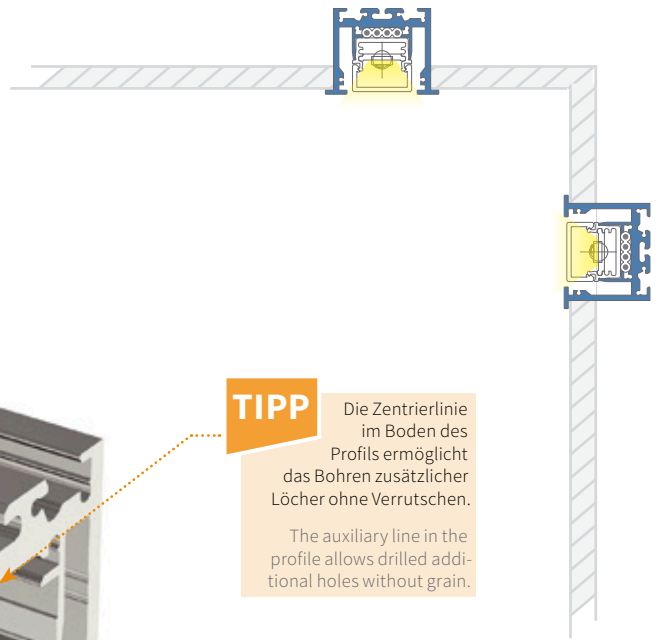 TIPP
Die Zentrierlinie
im Boden des
Profils ermöglicht
das Bohren zusätzlicher
Löcher ohne Verrutschen.
The auxiliary line in the
profile allows drilled addi-
tional holes without grain.